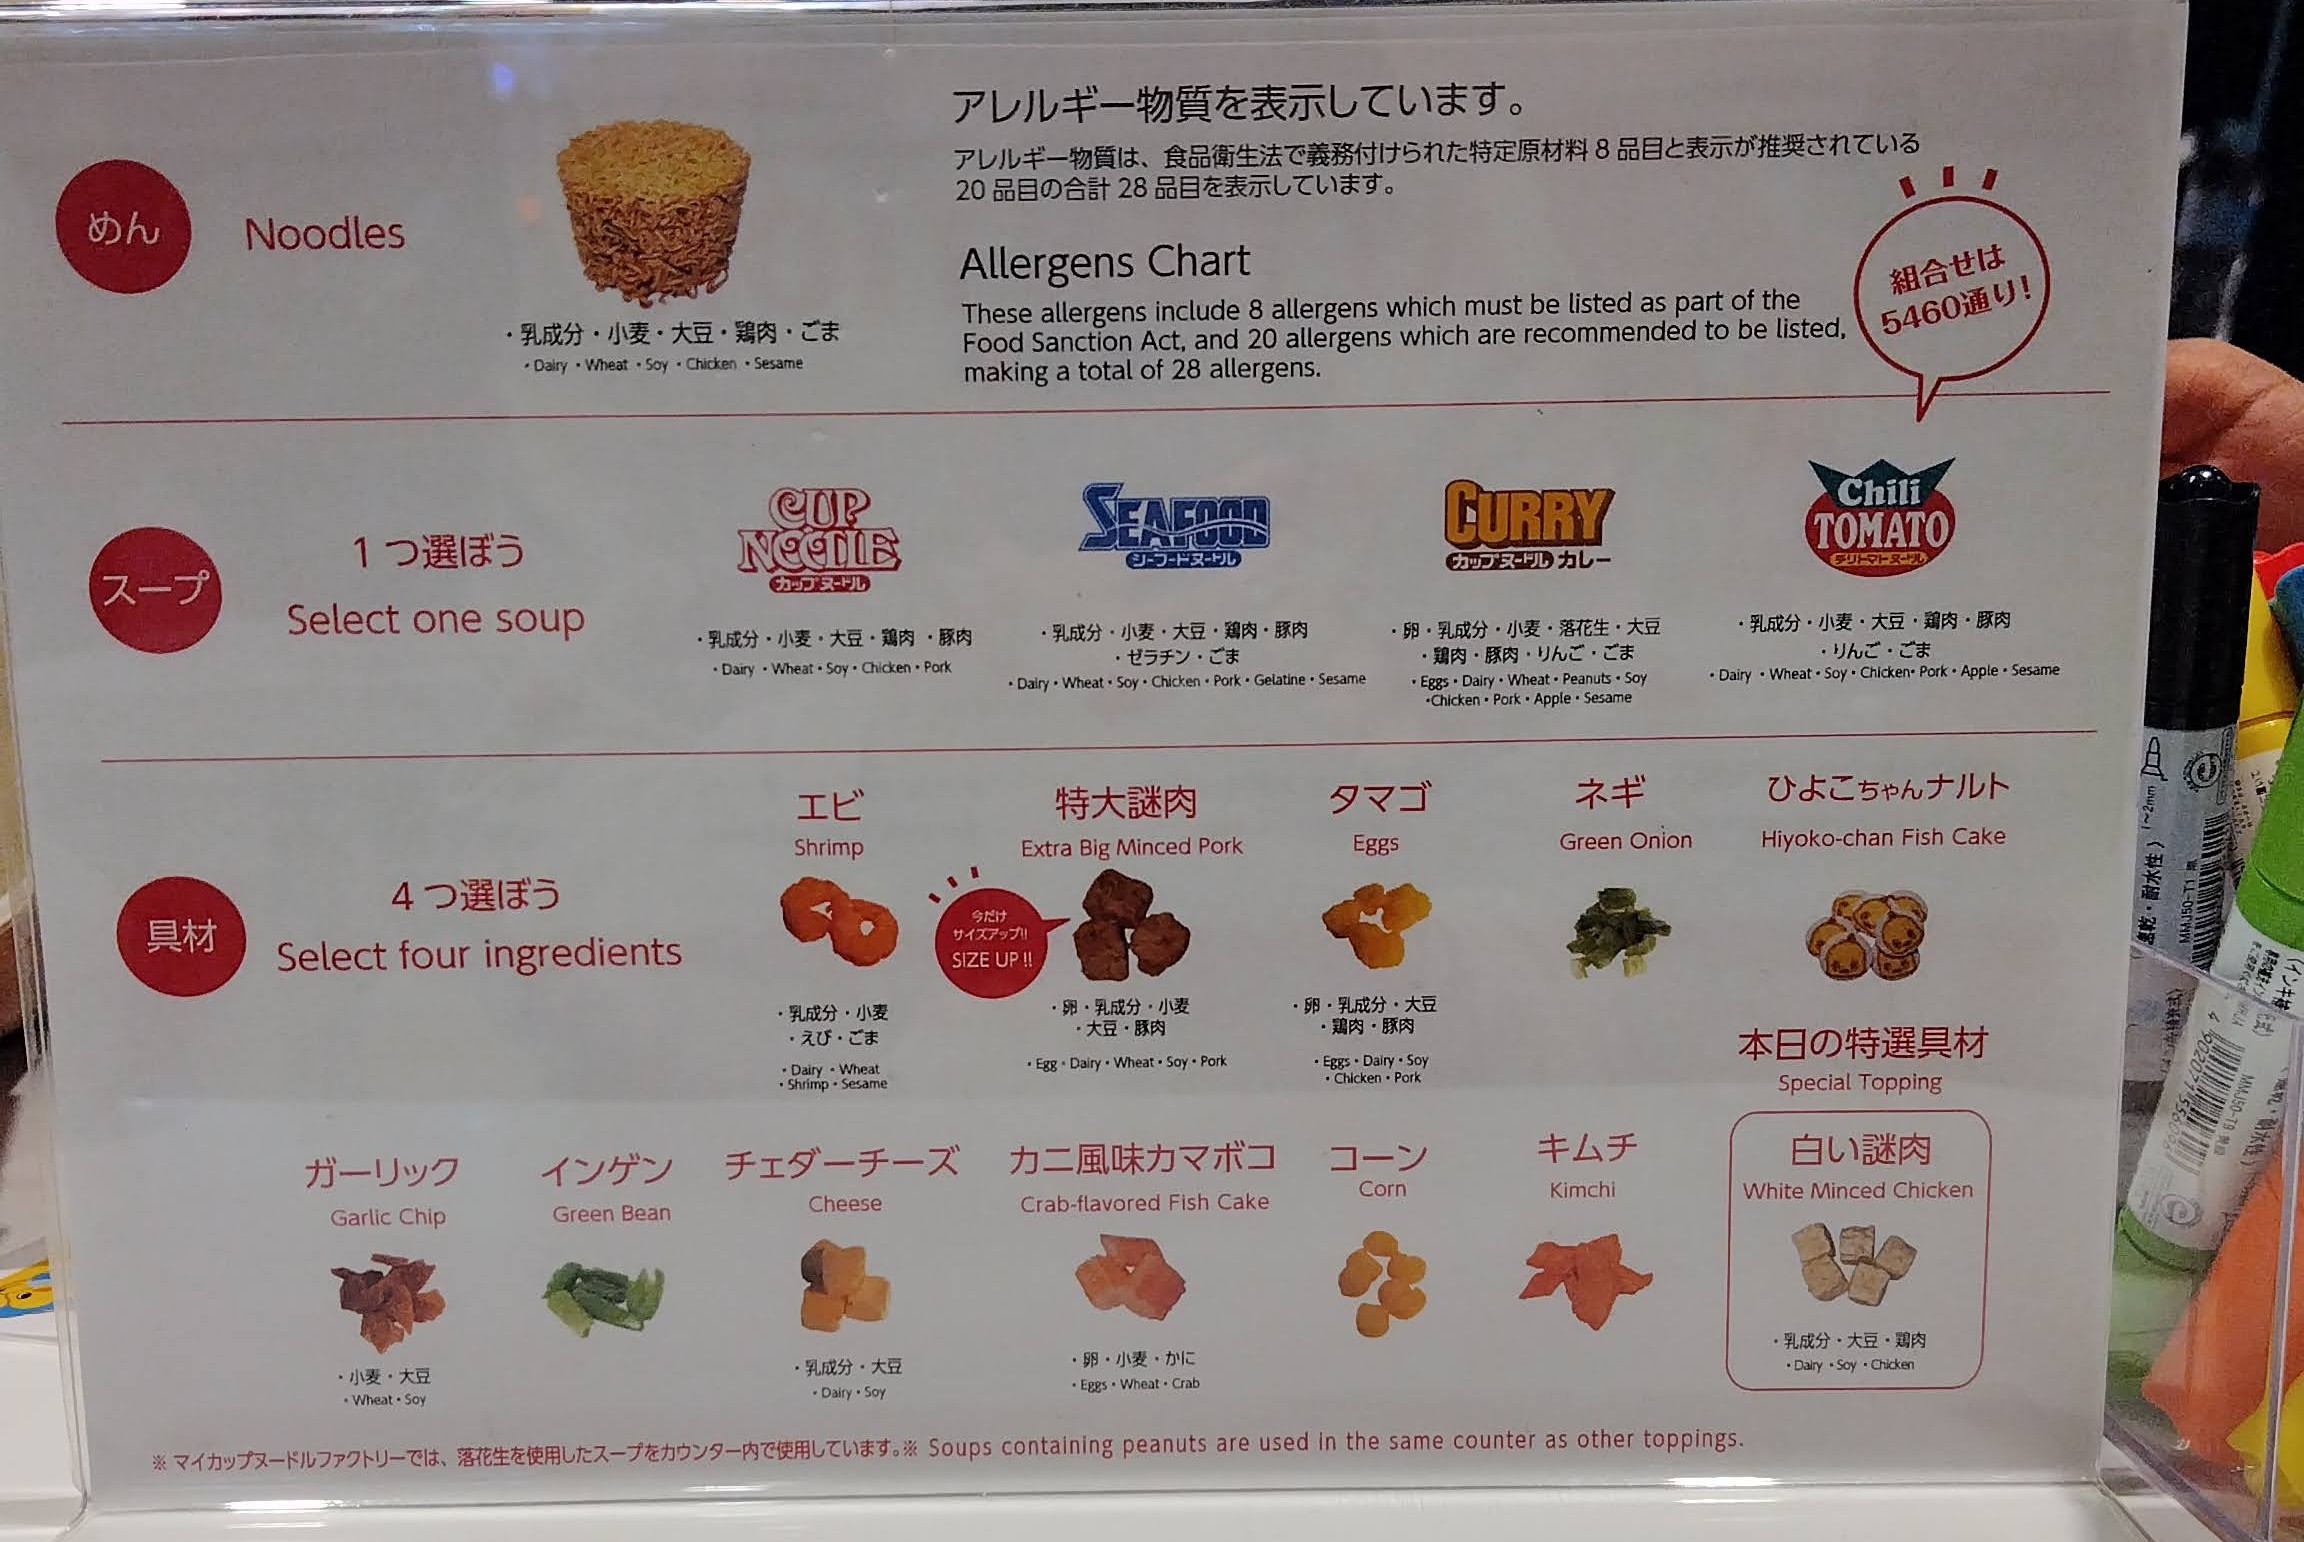 めん
Noodles
・乳成分・小麦・大豆・鶏肉・ごま
・Dairy ・Wheat ・Soy ・Chicken ・Sesame
アレルギー物質を表示しています。
アレルギー物質は、食品衛生法で義務付けられた特定原材料8品目と表示が推奨されている
20品目の合計28品目を表示しています。
Allergens Chart
These allergens include 8 allergens which must be listed as part of the
Food Sanction Act, and 20 allergens which are recommended to be listed,
making a total of 28 allergens.
組合せは
5460通り!
スープ
1つ選ぼう
Select one soup
CUP
NOODLE
カップヌードル
・乳成分・小麦・大豆・鶏肉・豚肉
・Dairy ・Wheat・Soy・Chicken・Pork
SEAFOOD
シーフードヌードル
・乳成分・小麦・大豆・鶏肉・豚肉
・ゼラチン・ごま
・Dairy・Wheat・Soy・Chicken・Pork・Gelatine・Sesame
CURRY
カップヌードル カレー
・卵・乳成分・小麦・落花生・大豆
・鶏肉・豚肉・りんご・ごま
・Eggs・Dairy・Wheat・Peanuts・Soy
・Chicken・Pork・Apple・Sesame
Chili
TOMATO
チリトマトヌードル
・乳成分・小麦・大豆・鶏肉・豚肉
・りんご・ごま
・Dairy ・Wheat・Soy・Chicken・Pork・Apple・Sesame
具材
4つ選ぼう
Select four ingredients
エビ
Shrimp
・乳成分・小麦
・えび・ごま
・Dairy ・Wheat
・Shrimp・Sesame
特大謎肉
Extra Big Minced Pork
今だけ
サイズアップ!!
SIZE UP !!
・卵・乳成分・小麦
・大豆・豚肉
・Egg・Dairy・Wheat・Soy・Pork
タマゴ
Eggs
・卵・乳成分・大豆
・鶏肉・豚肉
・Eggs・Dairy・Soy
・Chicken・Pork
ネギ
Green Onion
ひよこちゃんナルト
Hiyoko-chan Fish Cake
本日の特選具材
Special Topping
ガーリック
Garlic Chip
・小麦・大豆
・Wheat・Soy
インゲン
Green Bean
チェダーチーズ
Cheese
・乳成分・大豆
・Dairy・Soy
カニ風味カマボコ
Crab-flavored Fish Cake
・卵・小麦・かに
・Eggs・Wheat・Crab
コーン
Corn
キムチ
Kimchi
白い謎肉
White Minced Chicken
・乳成分・大豆・鶏肉
・Dairy・Soy・Chicken
※マイカップヌードルファクトリーでは、落花生を使用したスープをカウンター内で使用しています。※ Soups containing peanuts are used in the same counter as other toppings.